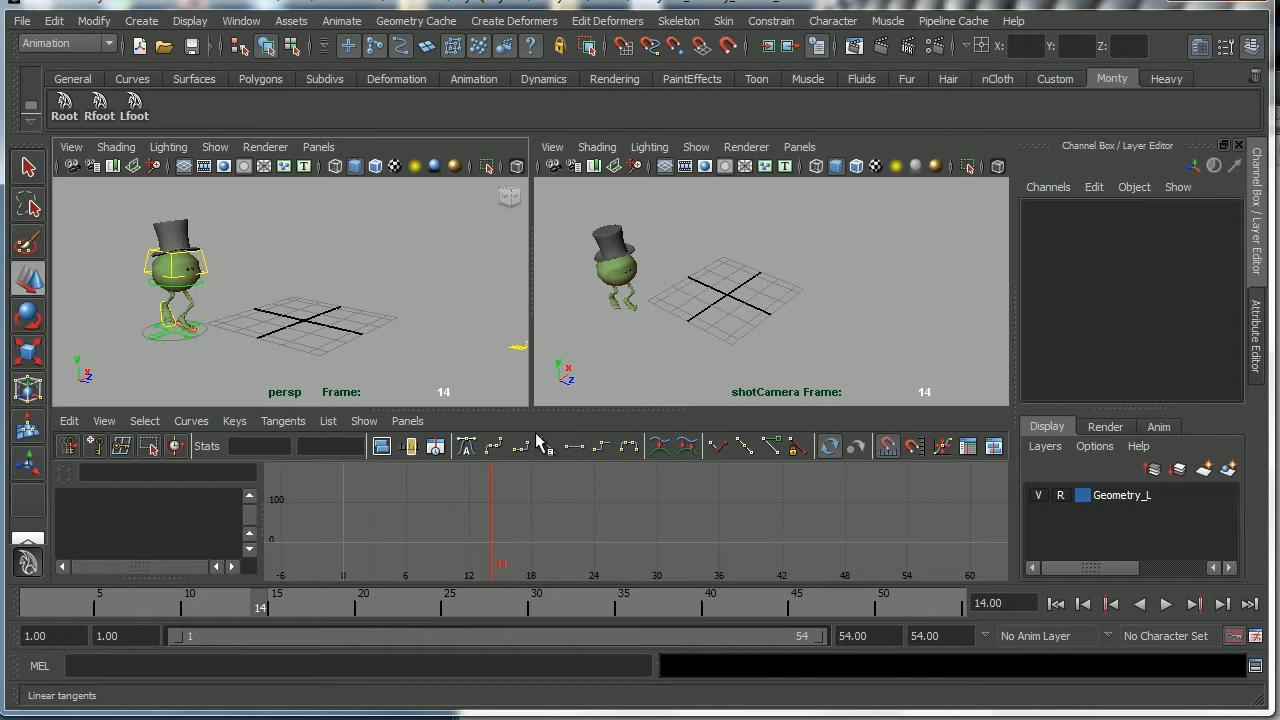 File Edit Modify Create Display Window Assets Animate Geometry Cache Create Deformers Edit Deformers Skeleton Skin Constrain Character Muscle Pipeline Cache Help
Animation X: Y: Z:
General Curves Surfaces Polygons Subdivs Deformation Animation Dynamics Rendering PaintEffects Toon Muscle Fluids Fur Hair nCloth Custom Monty Heavy
Root Rfoot Lfoot
View Shading Lighting Show Renderer Panels
View Shading Lighting Show Renderer Panels
Channel Box / Layer Editor
Channels Edit Object Show
Channel Box / Layer Editor
Attribute Editor
y x z
persp Frame: 14
y x z
shotCamera Frame: 14
Edit View Select Curves Keys Tangents List Show Panels
Stats
100
0
14
-6 0 6 12 18 24 30 36 42 48 54 60
Display Render Anim
Layers Options Help
V R Geometry_L
5 10 14 15 20 25 30 35 40 45 50
14.00
1.00 1.00 1 54 54.00 54.00 No Anim Layer No Character Set
MEL
Linear tangents